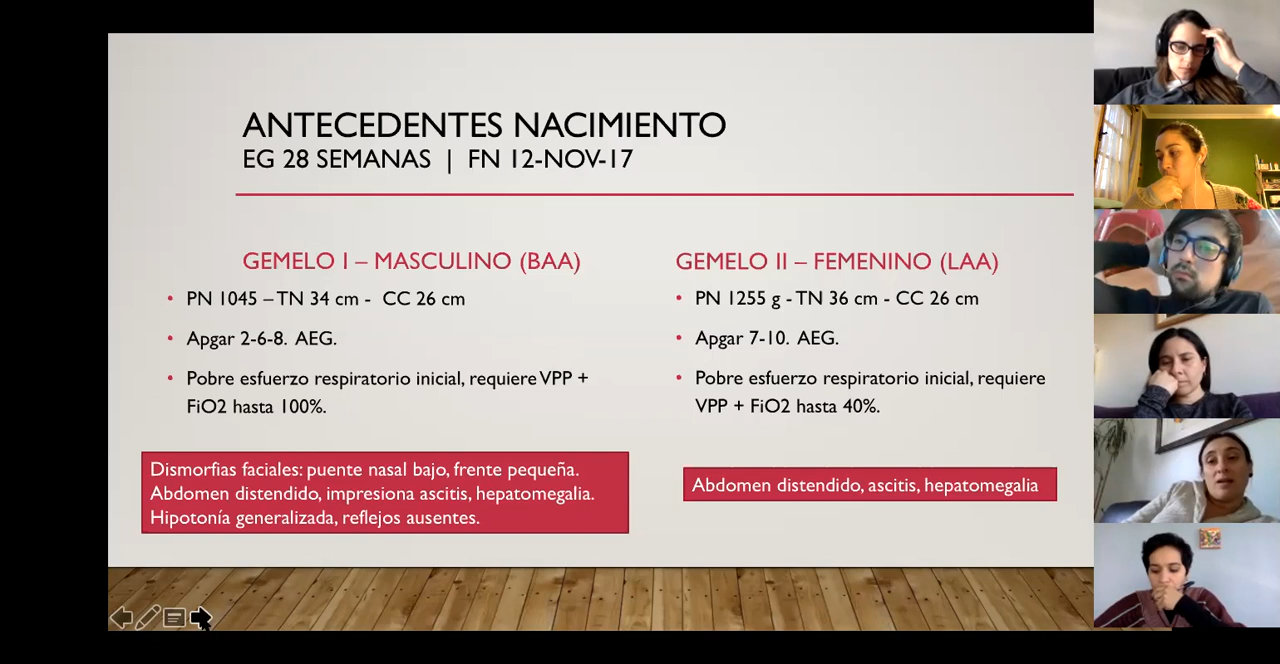 ANTECEDENTES NACIMIENTO
EG 28 SEMANAS | FN 12-NOV-17
GEMELO I – MASCULINO (BAA)
• PN 1045 – TN 34 cm - CC 26 cm
• Apgar 2-6-8. AEG.
• Pobre esfuerzo respiratorio inicial, requiere VPP +
FiO2 hasta 100%.
Dismorfias faciales: puente nasal bajo, frente pequeña.
Abdomen distendido, impresiona ascitis, hepatomegalia.
Hipotonía generalizada, reflejos ausentes.
GEMELO II – FEMENINO (LAA)
• PN 1255 g - TN 36 cm - CC 26 cm
• Apgar 7-10. AEG.
• Pobre esfuerzo respiratorio inicial, requiere
VPP + FiO2 hasta 40%.
Abdomen distendido, ascitis, hepatomegalia